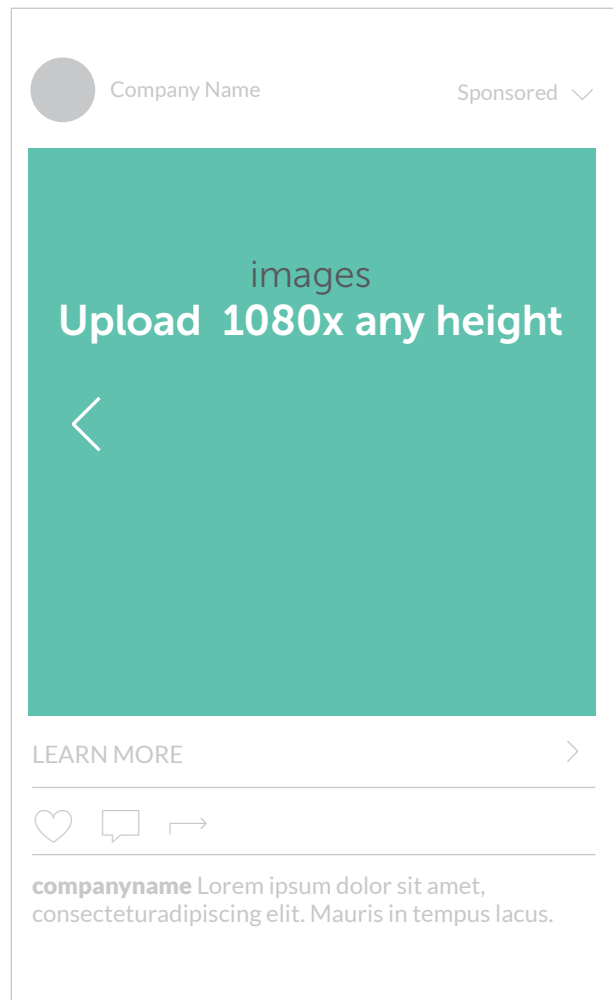 Company Name
Sponsored
images
Upload 1080x any height
LEARN MORE
companyname Lorem ipsum dolor sit amet,
consecteturadipiscing elit. Mauris in tempus lacus.